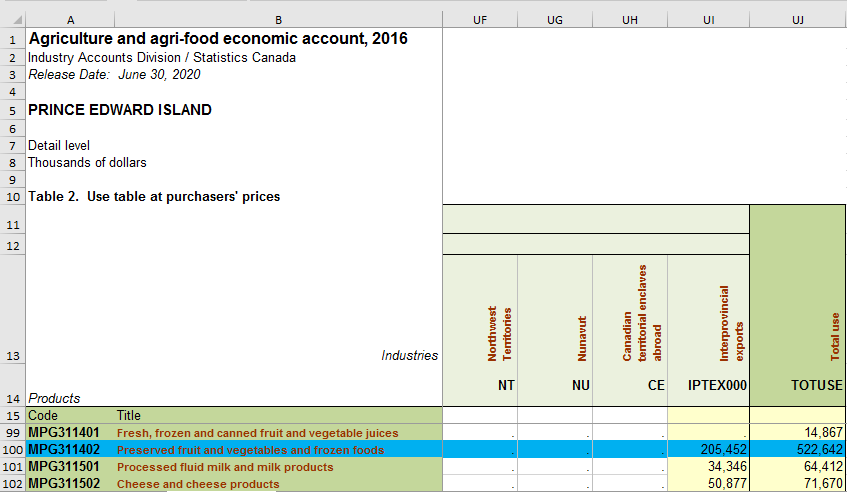 A B UF UG UH UI UJ
1 Agriculture and agri-food economic account, 2016
2 Industry Accounts Division / Statistics Canada
3 Release Date: June 30, 2020
4
5 PRINCE EDWARD ISLAND
6
7 Detail level
8 Thousands of dollars
9
10 Table 2. Use table at purchasers' prices
11
12
13 Industries
Northwest Territories
Nunavut
Canadian territorial enclaves abroad
Interprovincial exports
Total use
14 Products NT NU CE IPTEX000 TOTUSE
15 Code Title
99 MPG311401 Fresh, frozen and canned fruit and vegetable juices . . . . 14,867
100 MPG311402 Preserved fruit and vegetables and frozen foods . . . 205,452 522,642
101 MPG311501 Processed fluid milk and milk products . . . 34,346 64,412
102 MPG311502 Cheese and cheese products . . . 50,877 71,670